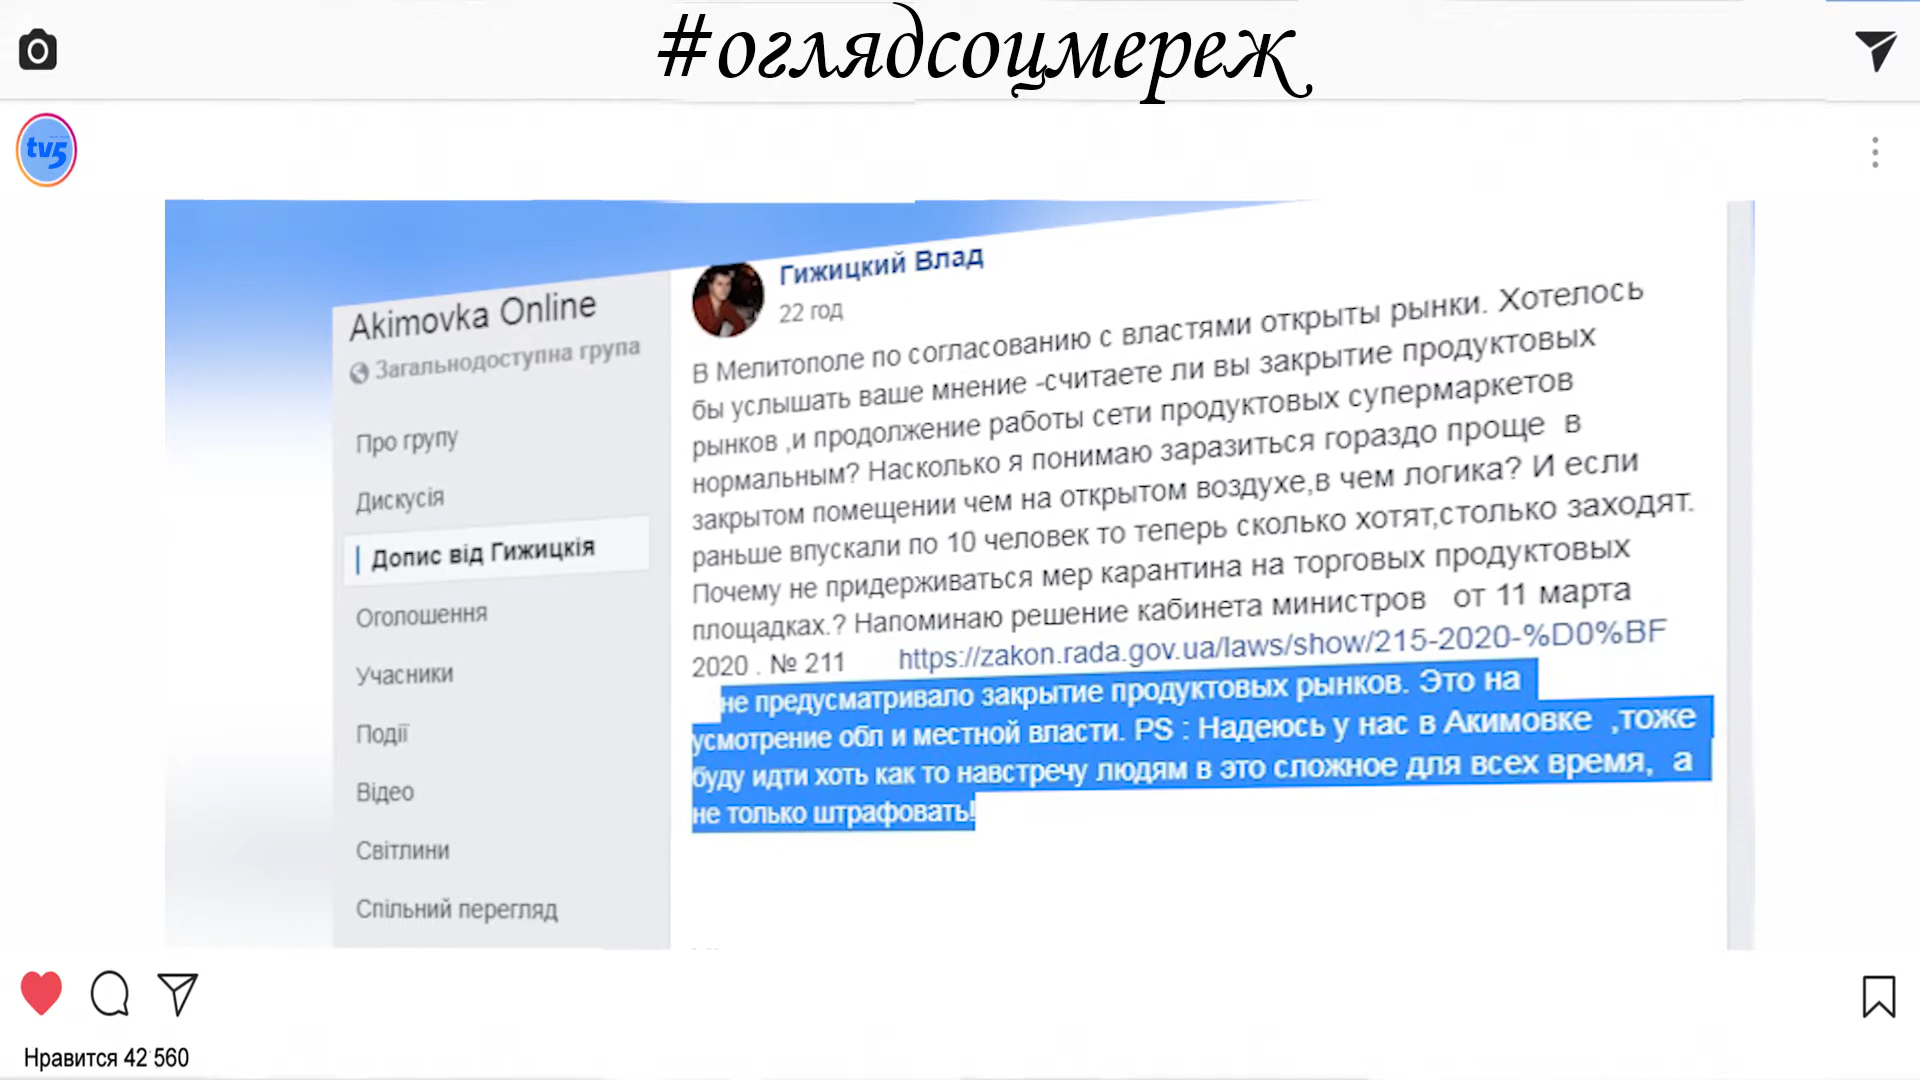 #оглядсоцмереж
tv5
Akimovka Online
Загальнодоступна група
Про групу
Дискусія
Допис від Гижицкія
Оголошення
Учасники
Події
Відео
Світлини
Спільний перегляд
Гижицкий Влад
22 год
В Мелитополе по согласованию с властями открыты рынки. Хотелось
бы услышать ваше мнение -считаете ли вы закрытие продуктовых
рынков ,и продолжение работы сети продуктовых супермаркетов
нормальным? Насколько я понимаю заразиться гораздо проще в
закрытом помещении чем на открытом воздухе,в чем логика? И если
раньше впускали по 10 человек то теперь сколько хотят,столько заходят.
Почему не придерживаться мер карантина на торговых продуктовых
площадках.? Напоминаю решение кабинета министров от 11 марта
2020 . № 211 https://zakon.rada.gov.ua/laws/show/215-2020-%D0%BF
не предусматривало закрытие продуктовых рынков. Это на
усмотрение обл и местной власти. PS : Надеюсь у нас в Акимовке ,тоже
буду идти хоть как то навстречу людям в это сложное для всех время, а
не только штрафовать!
Нравится 42 560